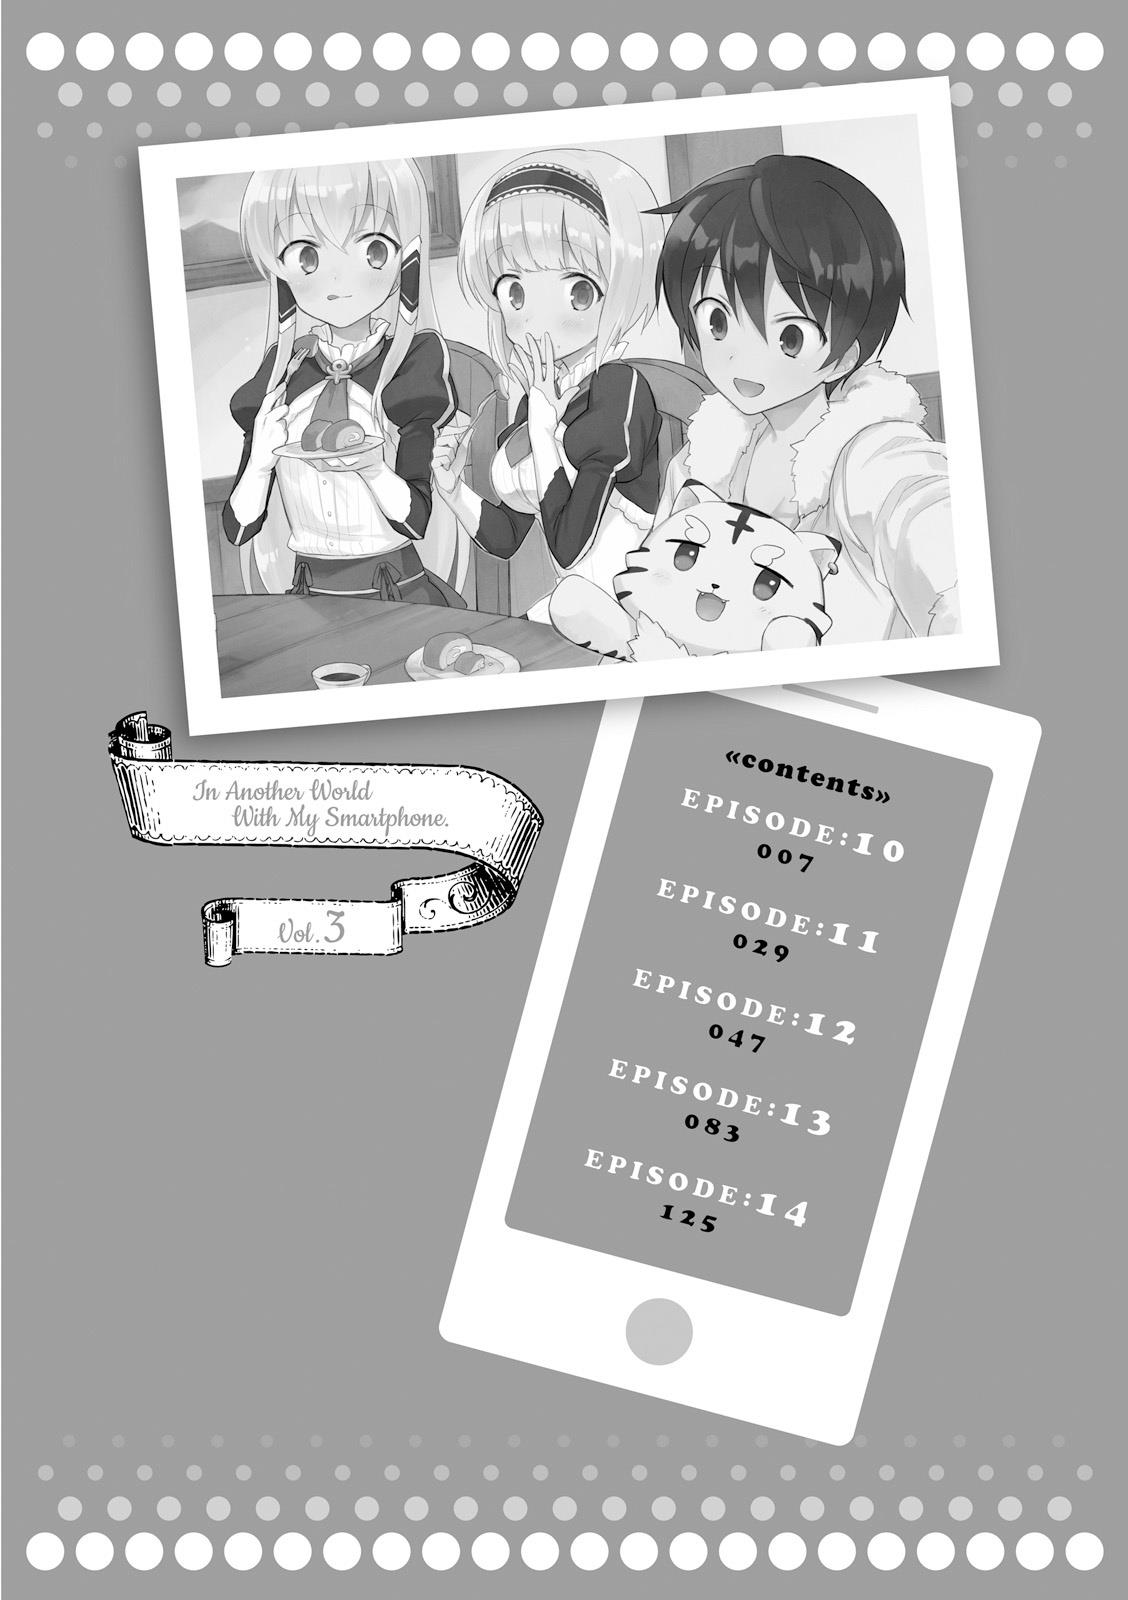 In Another World
With My Smartphone.
Vol.3
«contents»
EPISODE:10
007
EPISODE:11
029
EPISODE:12
047
EPISODE:13
083
EPISODE:14
125